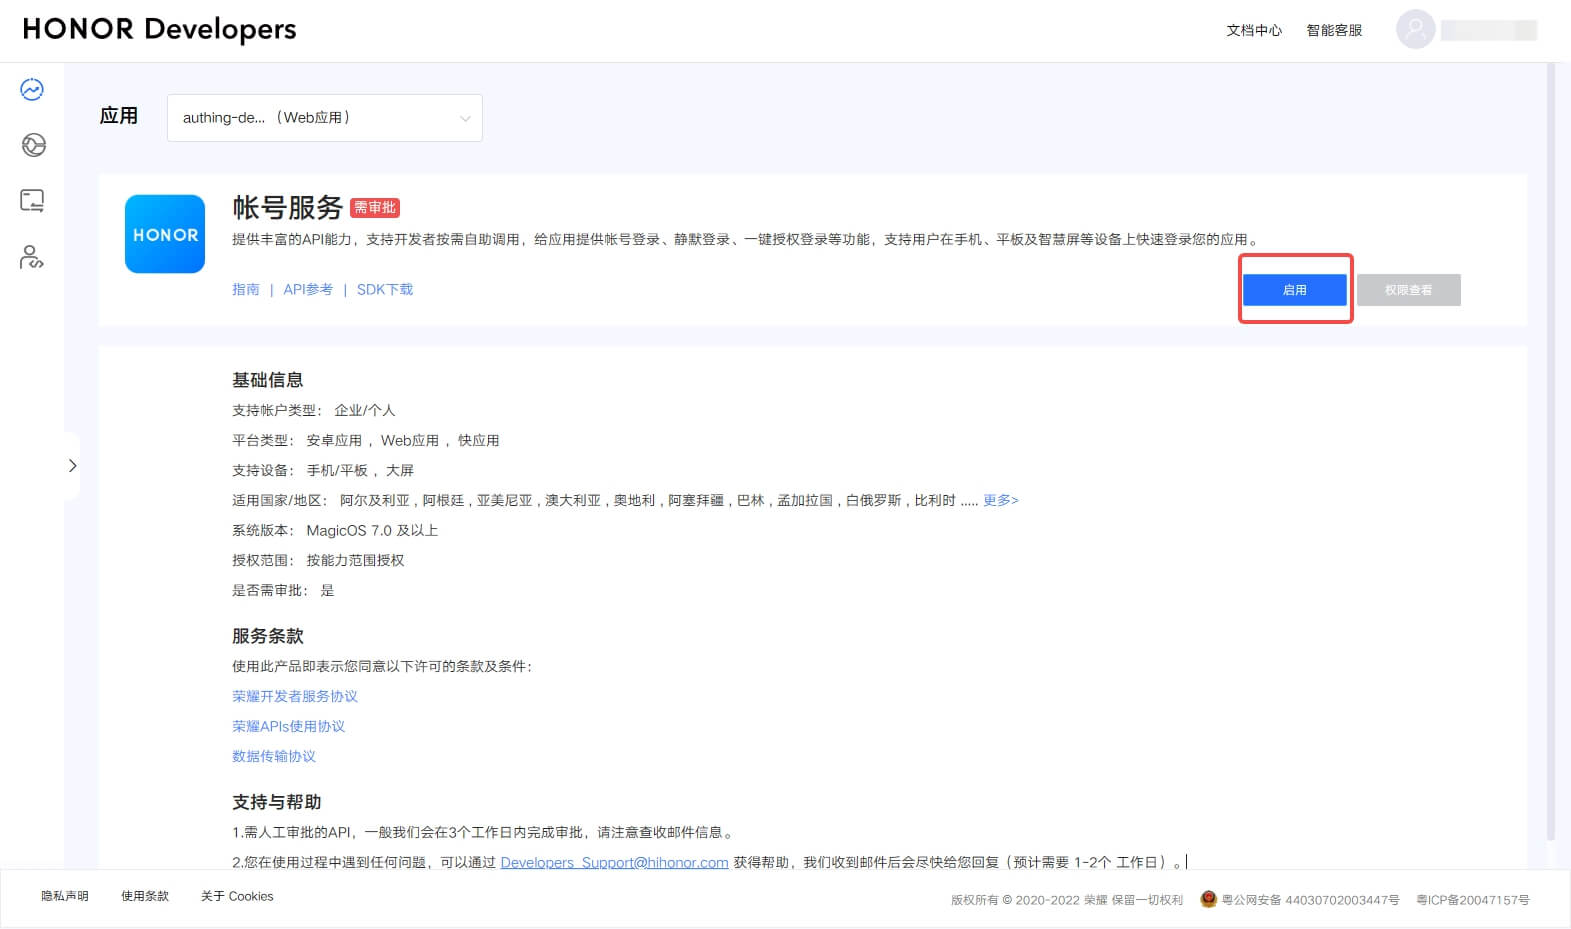 HONOR Developers
文档中心 智能客服
应用 authing-de... （Web应用）
HONOR
帐号服务 需审批
提供丰富的API能力，支持开发者按需自助调用，给应用提供帐号登录、静默登录、一键授权登录等功能，支持用户在手机、平板及智慧屏等设备上快速登录您的应用。
指南 | API参考 | SDK下载
启用 权限查看
基础信息
支持帐户类型： 企业/个人
平台类型： 安卓应用 ，Web应用 ，快应用
支持设备： 手机/平板 ，大屏
适用国家/地区： 阿尔及利亚 , 阿根廷 , 亚美尼亚 , 澳大利亚 , 奥地利 , 阿塞拜疆 , 巴林 , 孟加拉国 , 白俄罗斯 , 比利时 ..... 更多>
系统版本： MagicOS 7.0 及以上
授权范围： 按能力范围授权
是否需审批： 是
服务条款
使用此产品即表示您同意以下许可的条款及条件：
荣耀开发者服务协议
荣耀APIs使用协议
数据传输协议
支持与帮助
1.需人工审批的API，一般我们会在3个工作日内完成审批，请注意查收邮件信息。
2.您在使用过程中遇到任何问题，可以通过 Developers_Support@hihonor.com 获得帮助，我们收到邮件后会尽快给您回复（预计需要 1-2个 工作日）。
隐私声明 使用条款 关于 Cookies
版权所有 © 2020-2022 荣耀 保留一切权利 粤公网安备 44030702003447号 粤ICP备20047157号